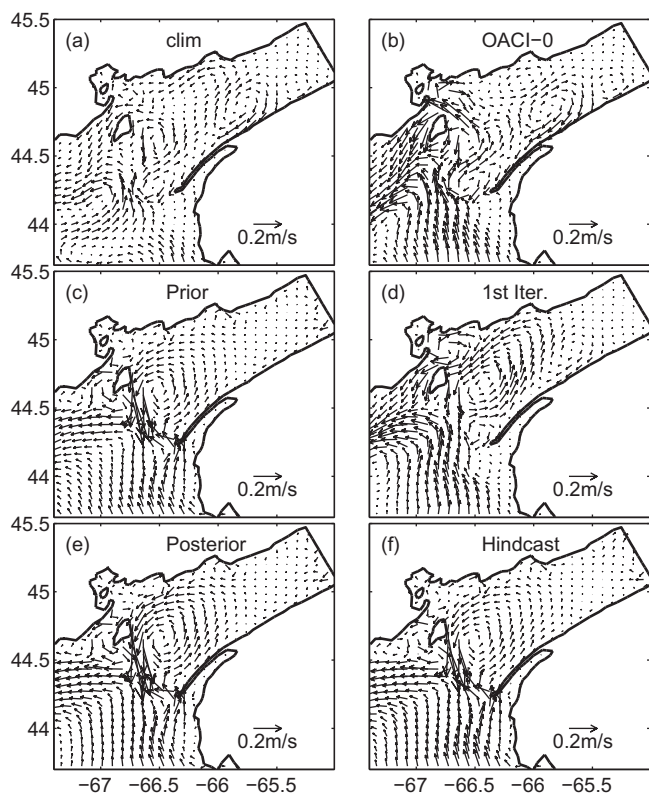 45.5
(a) clim
(b) OACI−0
45
44.5
44
0.2m/s
0.2m/s
45.5
(c) Prior
(d) 1st Iter.
45
44.5
44
0.2m/s
0.2m/s
45.5
(e) Posterior
(f) Hindcast
45
44.5
44
0.2m/s
0.2m/s
−67 −66.5 −66 −65.5
−67 −66.5 −66 −65.5